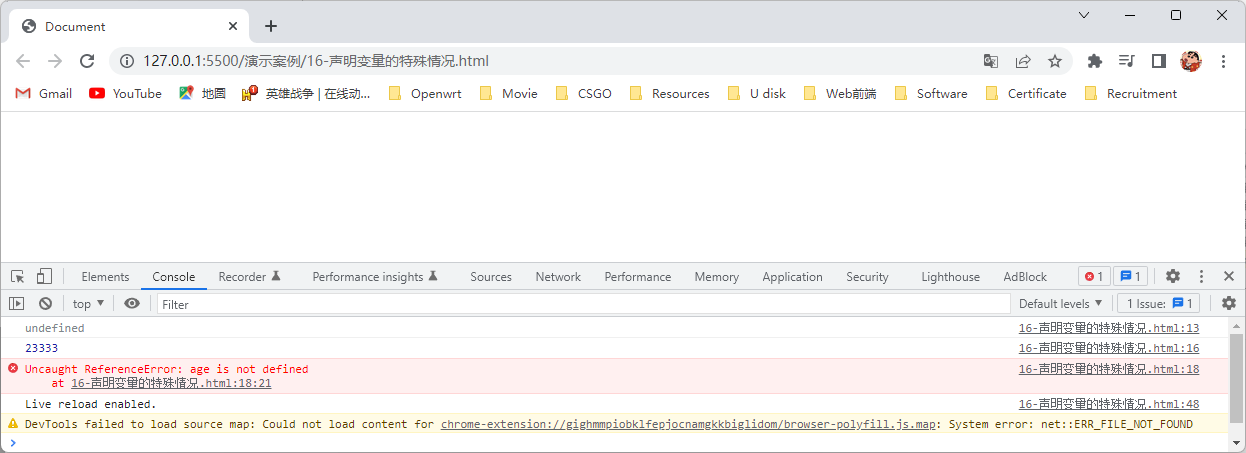 Document
127.0.0.1:5500/演示案例/16-声明变量的特殊情况.html
Gmail YouTube 地图 英雄战争 | 在线动... Openwrt Movie CSGO Resources U disk Web前端 Software Certificate Recruitment
Elements Console Recorder Performance insights Sources Network Performance Memory Application Security Lighthouse AdBlock 1 1
top Filter Default levels 1 Issue: 1
undefined 16-声明变量的特殊情况.html:13
23333 16-声明变量的特殊情况.html:16
Uncaught ReferenceError: age is not defined 16-声明变量的特殊情况.html:18
at 16-声明变量的特殊情况.html:18:21
Live reload enabled. 16-声明变量的特殊情况.html:48
DevTools failed to load source map: Could not load content for chrome-extension://gighmmpiobklfepjocnamgkkbiglidom/browser-polyfill.js.map: System error: net::ERR_FILE_NOT_FOUND